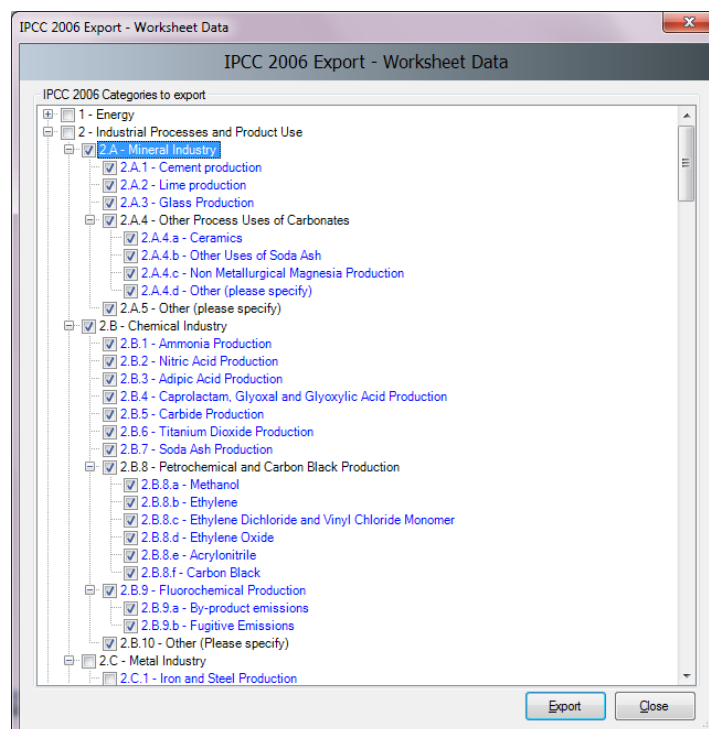 IPCC 2006 Export - Worksheet Data
IPCC 2006 Export - Worksheet Data
IPCC 2006 Categories to export
1 - Energy
2 - Industrial Processes and Product Use
2.A - Mineral Industry
2.A.1 - Cement production
2.A.2 - Lime production
2.A.3 - Glass Production
2.A.4 - Other Process Uses of Carbonates
2.A.4.a - Ceramics
2.A.4.b - Other Uses of Soda Ash
2.A.4.c - Non Metallurgical Magnesia Production
2.A.4.d - Other (please specify)
2.A.5 - Other (please specify)
2.B - Chemical Industry
2.B.1 - Ammonia Production
2.B.2 - Nitric Acid Production
2.B.3 - Adipic Acid Production
2.B.4 - Caprolactam, Glyoxal and Glyoxylic Acid Production
2.B.5 - Carbide Production
2.B.6 - Titanium Dioxide Production
2.B.7 - Soda Ash Production
2.B.8 - Petrochemical and Carbon Black Production
2.B.8.a - Methanol
2.B.8.b - Ethylene
2.B.8.c - Ethylene Dichloride and Vinyl Chloride Monomer
2.B.8.d - Ethylene Oxide
2.B.8.e - Acrylonitrile
2.B.8.f - Carbon Black
2.B.9 - Fluorochemical Production
2.B.9.a - By-product emissions
2.B.9.b - Fugitive Emissions
2.B.10 - Other (Please specify)
2.C - Metal Industry
2.C.1 - Iron and Steel Production
Export Close